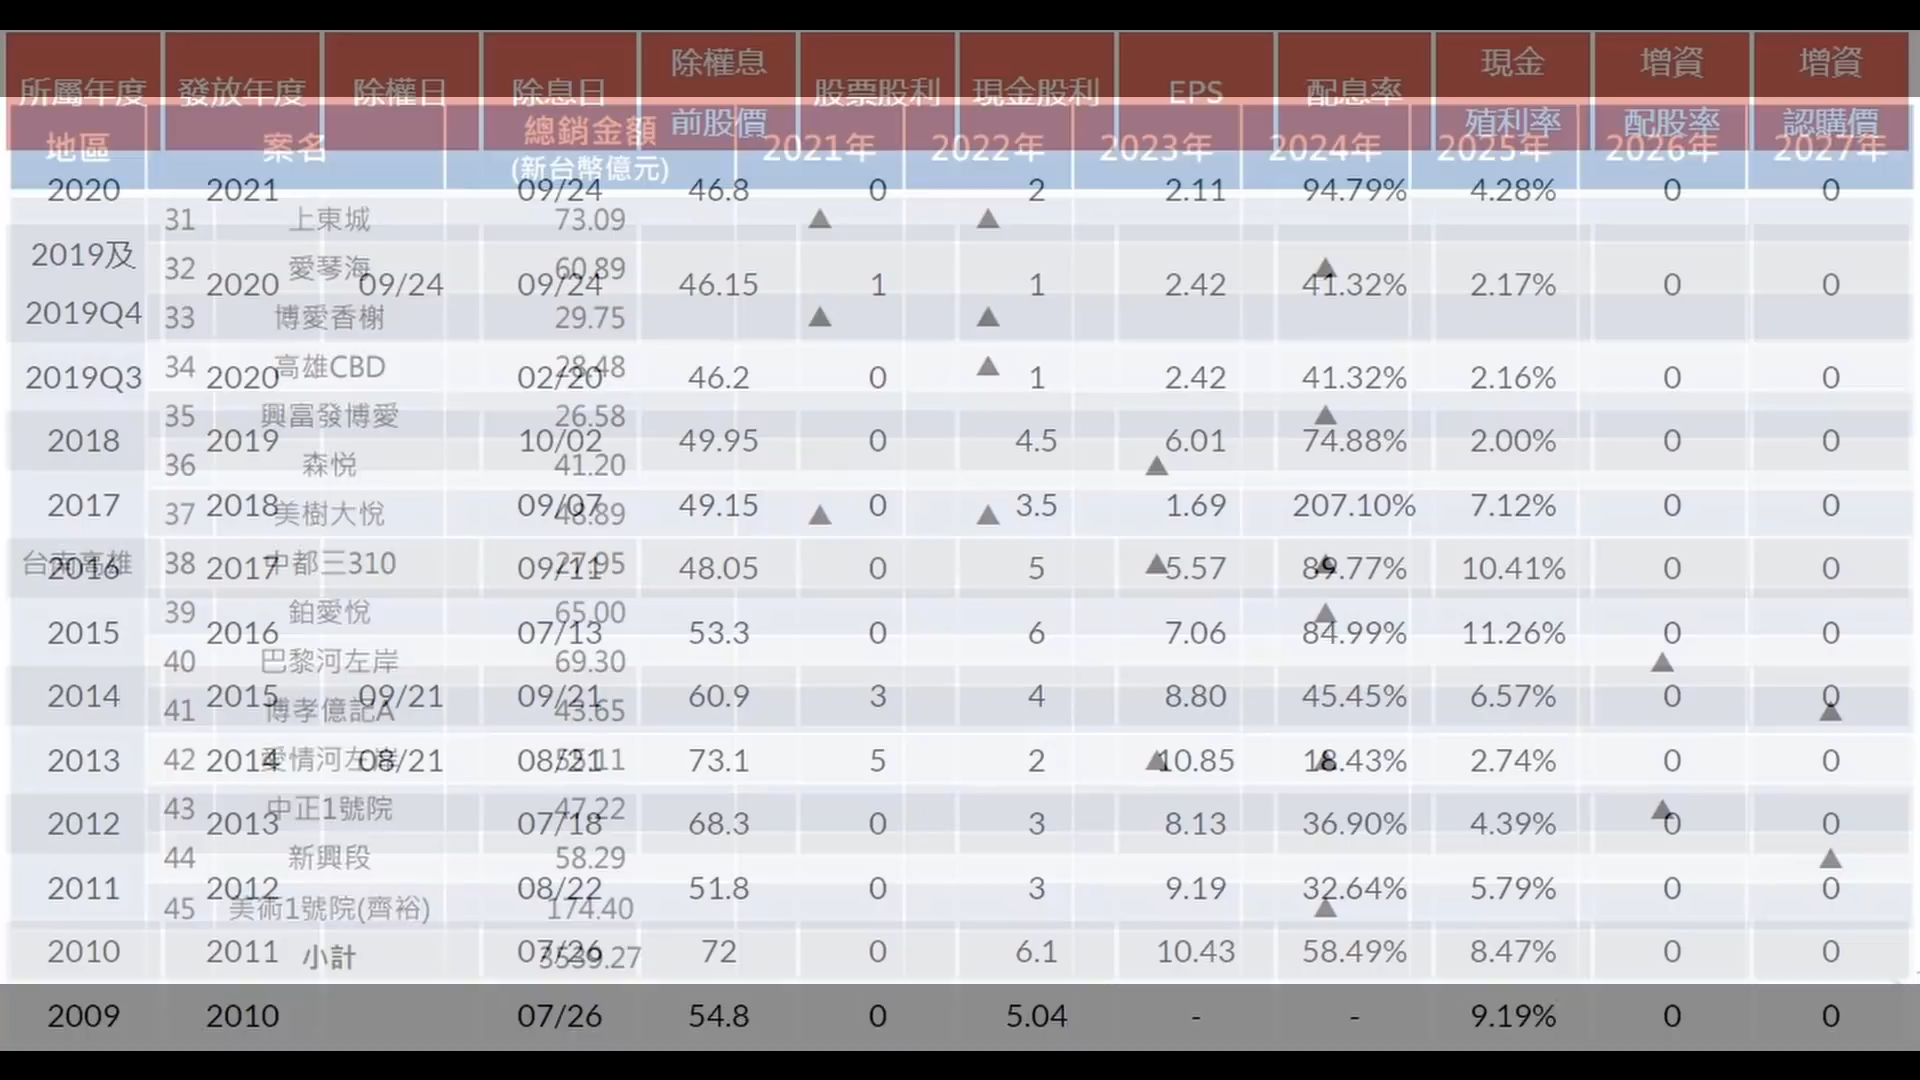 所屬年度 發放年度 除權日 除息日 除權息前股價 股票股利 現金股利 EPS 配息率 現金殖利率 增資配股率 增資認購價
2020 2021 09/24 46.8 0 2 2.11 94.79% 4.28% 0 0
2019及2019Q4 2020 09/24 09/24 46.15 1 1 2.42 41.32% 2.17% 0 0
2019Q3 2020 02/20 46.2 0 1 2.42 41.32% 2.16% 0 0
2018 2019 10/02 49.95 0 4.5 6.01 74.88% 2.00% 0 0
2017 2018 09/07 49.15 0 3.5 1.69 207.10% 7.12% 0 0
2016 2017 09/11 48.05 0 5 5.57 89.77% 10.41% 0 0
2015 2016 07/13 53.3 0 6 7.06 84.99% 11.26% 0 0
2014 2015 09/21 09/21 60.9 3 4 8.80 45.45% 6.57% 0 0
2013 2014 08/21 08/21 73.1 5 2 10.85 18.43% 2.74% 0 0
2012 2013 07/18 68.3 0 3 8.13 36.90% 4.39% 0 0
2011 2012 08/22 51.8 0 3 9.19 32.64% 5.79% 0 0
2010 2011 07/26 72 0 6.1 10.43 58.49% 8.47% 0 0
2009 2010 07/26 54.8 0 5.04 - - 9.19% 0 0
地區 案名 總銷金額(新台幣億元) 2021年 2022年 2023年 2024年 2025年 2026年 2027年
台南高雄
31 上東城 73.09 ▲ ▲
32 愛琴海 60.89 ▲
33 博愛香榭 29.75 ▲ ▲
34 高雄CBD 28.48 ▲
35 興富發博愛 26.58 ▲
36 森悦 41.20 ▲
37 美樹大悅 48.89 ▲ ▲
38 中都三310 27.95 ▲ ▲
39 鉑愛悅 65.00 ▲
40 巴黎河左岸 69.30 ▲
41 博孝億記A 43.65 ▲
42 愛情河左岸 ▲ ▲
43 中正1號院 47.22 ▲
44 新興段 58.29 ▲
45 美術1號院(齊裕) 174.40 ▲
小計 3539.27